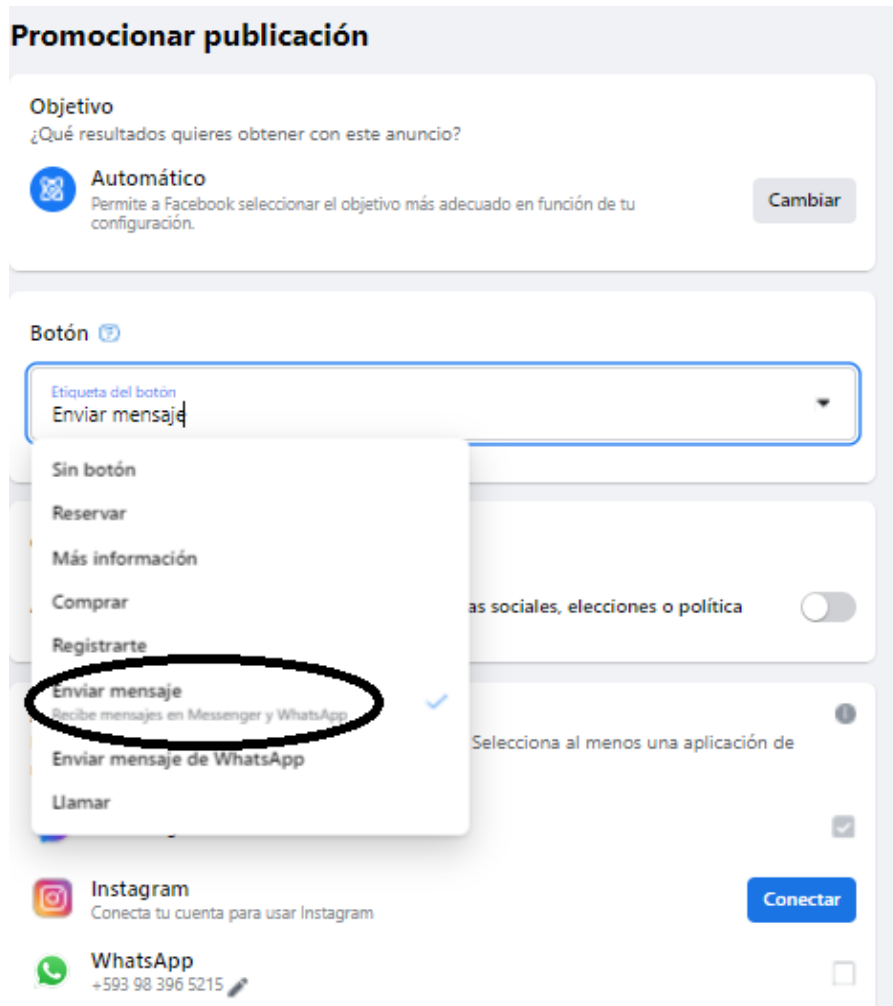 Promocionar publicación
Objetivo
¿Qué resultados quieres obtener con este anuncio?
Automático
Permite a Facebook seleccionar el objetivo más adecuado en función de tu
configuración.
Cambiar
Botón
Etiqueta del botón
Enviar mensaje
Sin botón
Reservar
Más información
Comprar
as sociales, elecciones o política
Registrarte
Enviar mensaje
Recibe mensajes en Messenger y WhatsApp
Selecciona al menos una aplicación de
Enviar mensaje de WhatsApp
Llamar
Instagram
Conecta tu cuenta para usar Instagram
Conectar
WhatsApp
+593 98 396 5215